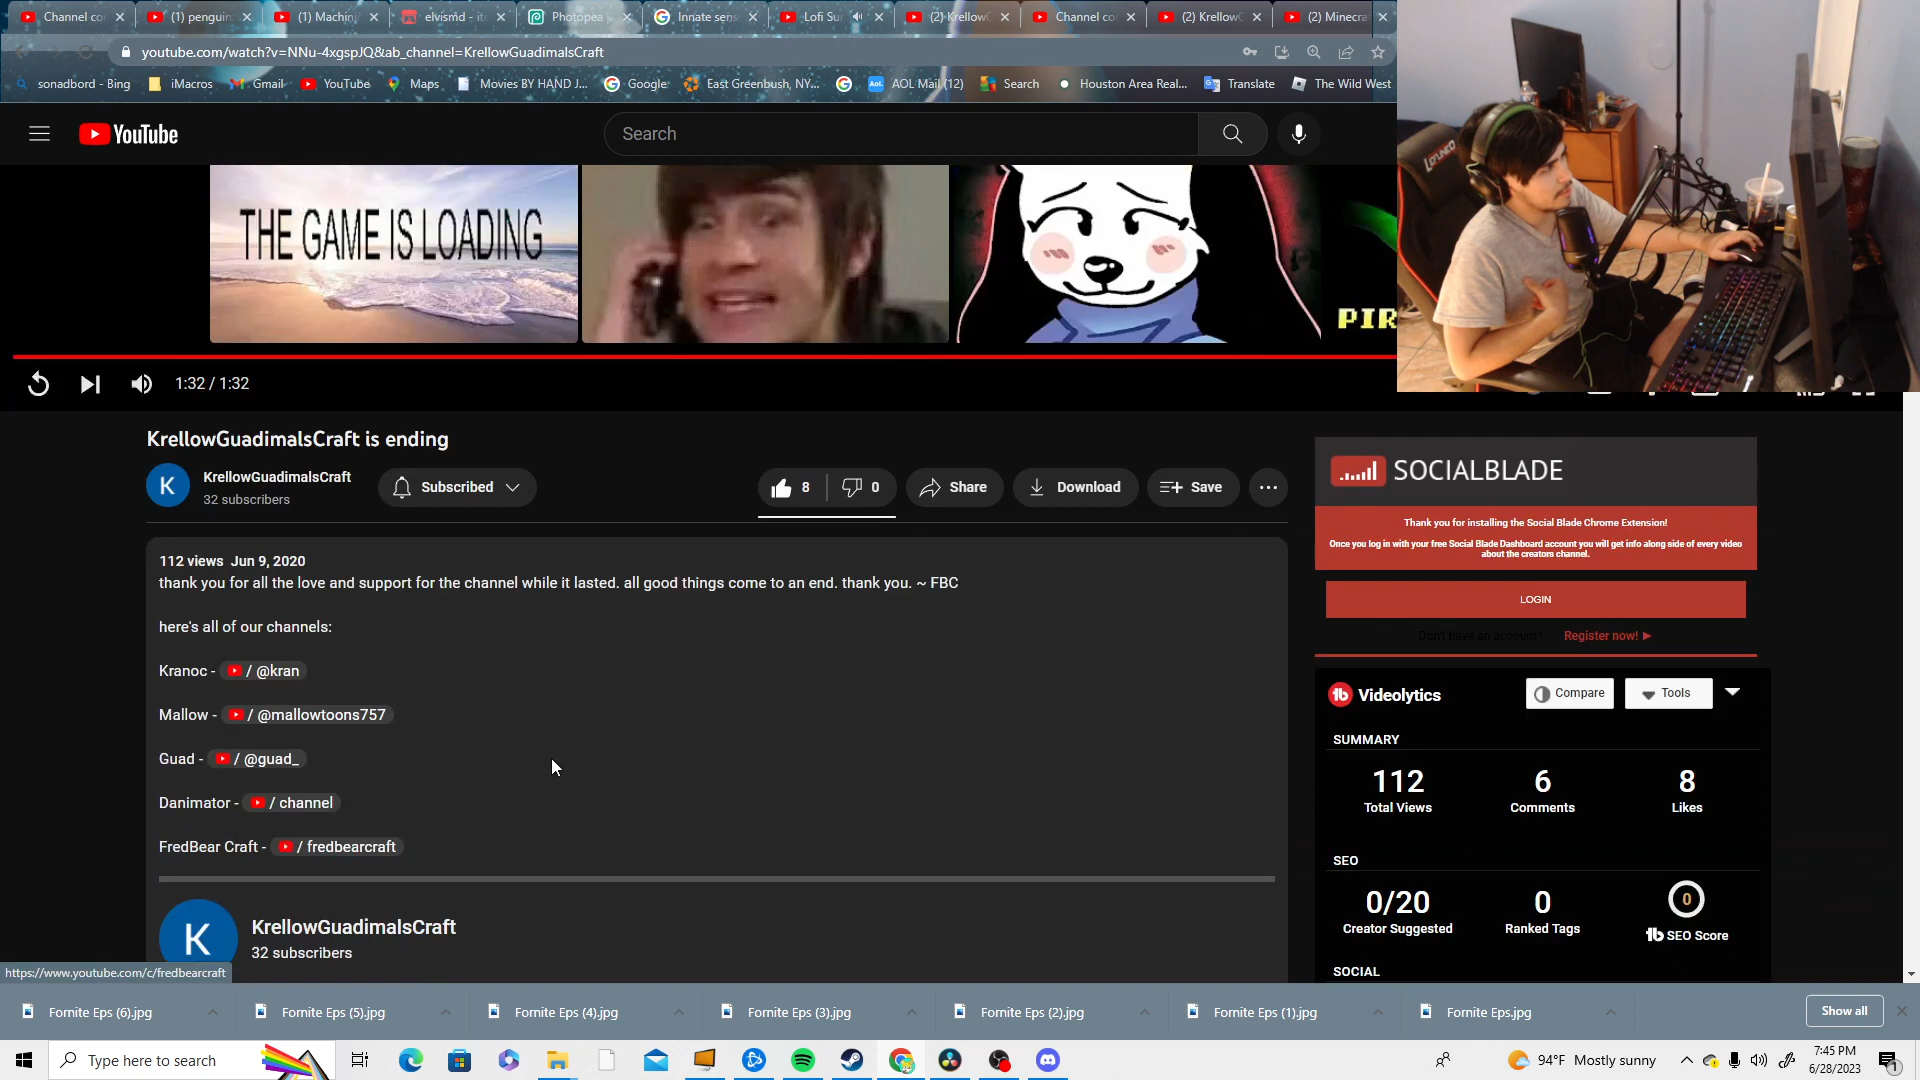 Channel co
(1) penguin
(1) Machinin
elvismd - it
Photopea
Innate sens
Lofi Su
(2) Krellow
Channel co
(2) KrellowG
(2) Minecra
youtube.com/watch?v=NNu-4xgspJQ&ab_channel=KrellowGuadimalsCraft
sonadbord - Bing
iMacros
Gmail
YouTube
Maps
Movies BY HAND J...
Google
East Greenbush, NY...
AOL Mail (12)
Search
Houston Area Real...
Translate
The Wild West
YouTube
Search
THE GAME IS LOADING
PIR
1:32 / 1:32
KrellowGuadimalsCraft is ending
K
KrellowGuadimalsCraft
32 subscribers
Subscribed
8
0
Share
Download
Save
112 views Jun 9, 2020
thank you for all the love and support for the channel while it lasted. all good things come to an end. thank you. ~ FBC
here's all of our channels:
Kranoc - / @kran
Mallow - / @mallowtoons757
Guad - / @guad_
Danimator - / channel
FredBear Craft - / fredbearcraft
K
KrellowGuadimalsCraft
32 subscribers
https://www.youtube.com/c/fredbearcraft
SOCIALBLADE
Thank you for installing the Social Blade Chrome Extension!
Once you log in with your free Social Blade Dashboard account you will get info along side of every video
about the creators channel.
LOGIN
Don't have an account? Register now!
Videolytics
Compare
Tools
SUMMARY
112
Total Views
6
Comments
8
Likes
SEO
0/20
Creator Suggested
0
Ranked Tags
0
SEO Score
SOCIAL
Fornite Eps (6).jpg
Fornite Eps (5).jpg
Fornite Eps (4).jpg
Fornite Eps (3).jpg
Fornite Eps (2).jpg
Fornite Eps (1).jpg
Fornite Eps.jpg
Show all
Type here to search
94°F Mostly sunny
7:45 PM
6/28/2023
1